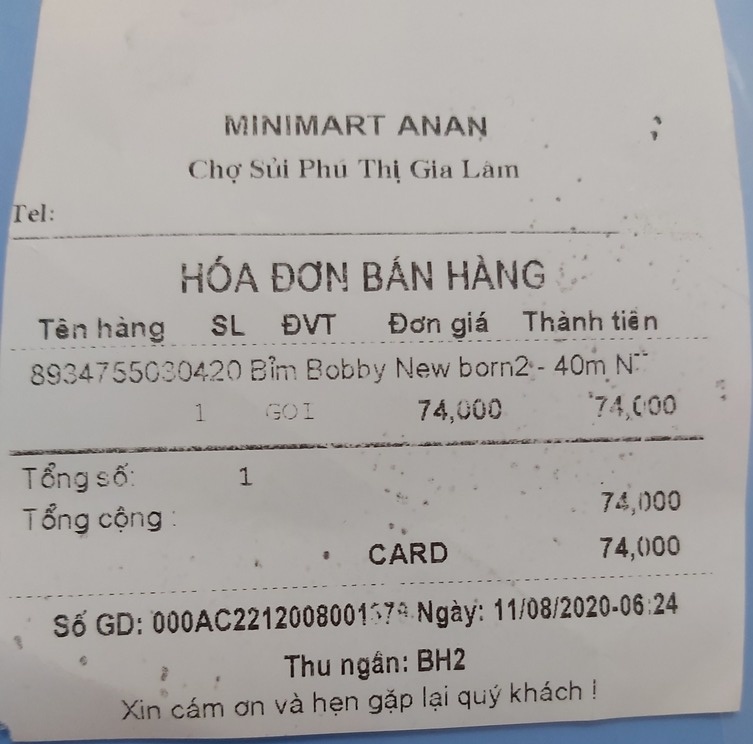 MINIMART ANAN
Chợ Sủi Phú Thị Gia Lâm
Tel:
HÓA ĐƠN BÁN HÀNG
Tên hàng SL ĐVT Đơn giá Thành tiền
8934755030420 Bỉm Bobby New born2 - 40m N
1 GOI 74,000 74,000
Tổng số: 1
Tổng cộng : 74,000
CARD 74,000
Số GD: Ngày: 11/08/2020-06:24
Thu ngân: BH2
Xin cám ơn và hẹn gặp lại quý khách !